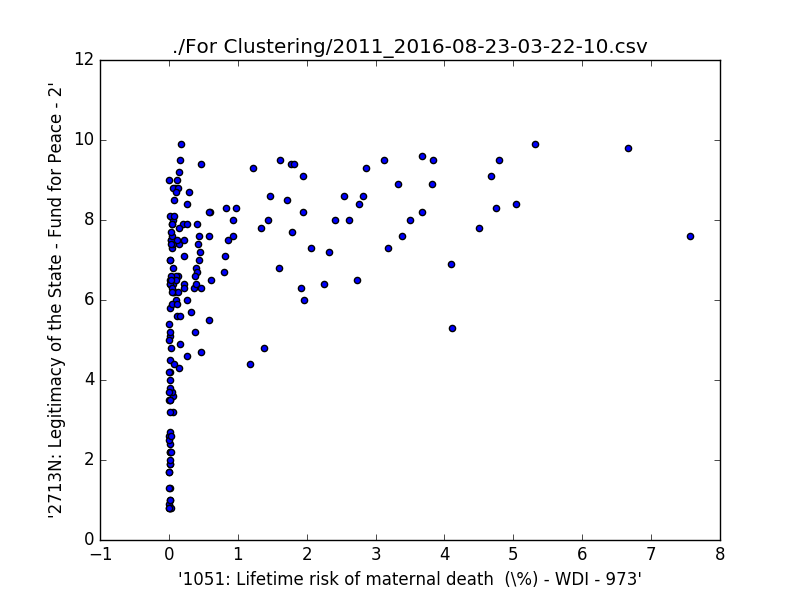 ./For Clustering/2011_2016-08-23-03-22-10.csv
12
10
8
6
4
2
0
'2713N: Legitimacy of the State - Fund for Peace - 2'
−1 0 1 2 3 4 5 6 7 8
'1051: Lifetime risk of maternal death (\%) - WDI - 973'